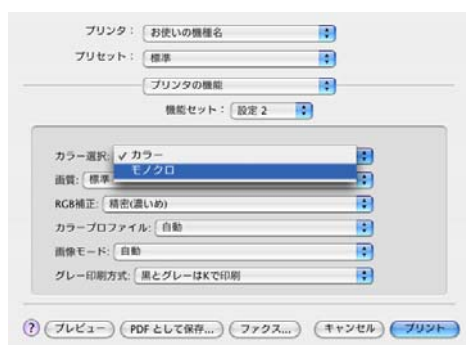 プリンタ： お使いの機種名
プリセット： 標準
プリンタの機能
機能セット： 設定 2
カラー選択: ✓ カラー
モノクロ
画質: 標準
RGB補正: 精密(濃いめ)
カラープロファイル: 自動
画像モード: 自動
グレー印刷方式: 黒とグレーはKで印刷
? プレビュー PDF として保存... ファクス... キャンセル プリント